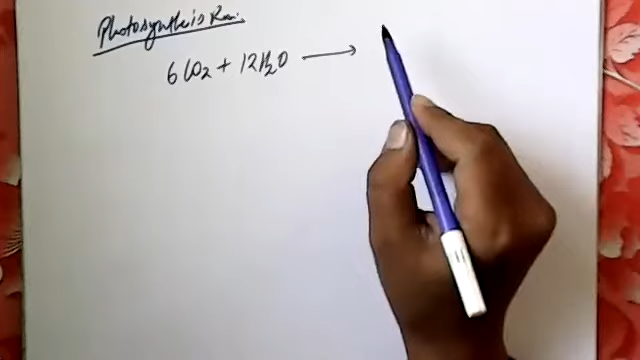 Photosynthesis Rxn.
6CO2 + 12H2O ⟶